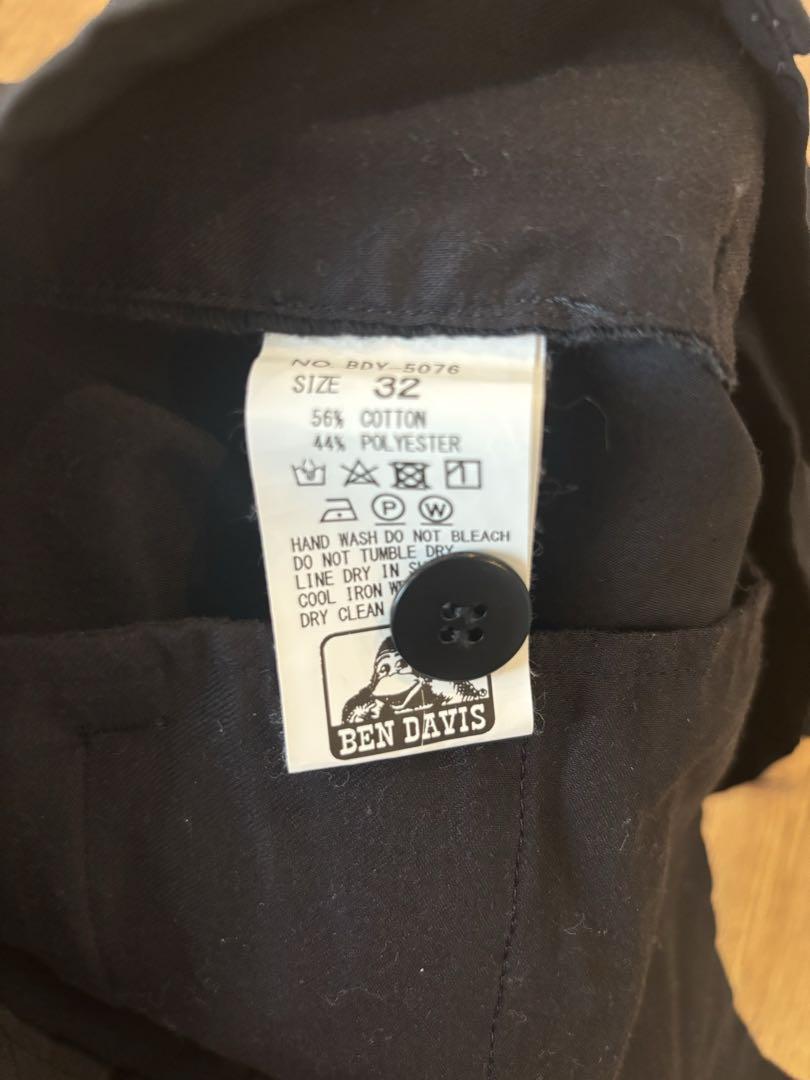 NO. BDY-5076
SIZE 32
56% COTTON
44% POLYESTER
P W
HAND WASH DO NOT BLEACH
DO NOT TUMBLE DRY
LINE DRY IN
COOL IRON
DRY CLEAN
BEN DAVIS